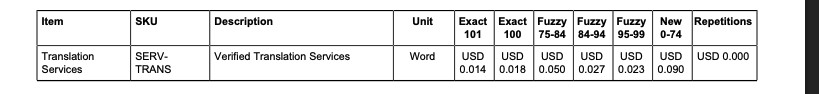 Item SKU Description Unit Exact Exact Fuzzy Fuzzy Fuzzy New Repetitions
101 100 75-84 84-94 95-99 0-74
Translation SERV- Verified Translation Services Word USD USD USD USD USD USD USD 0.000
Services TRANS 0.014 0.018 0.050 0.027 0.023 0.090